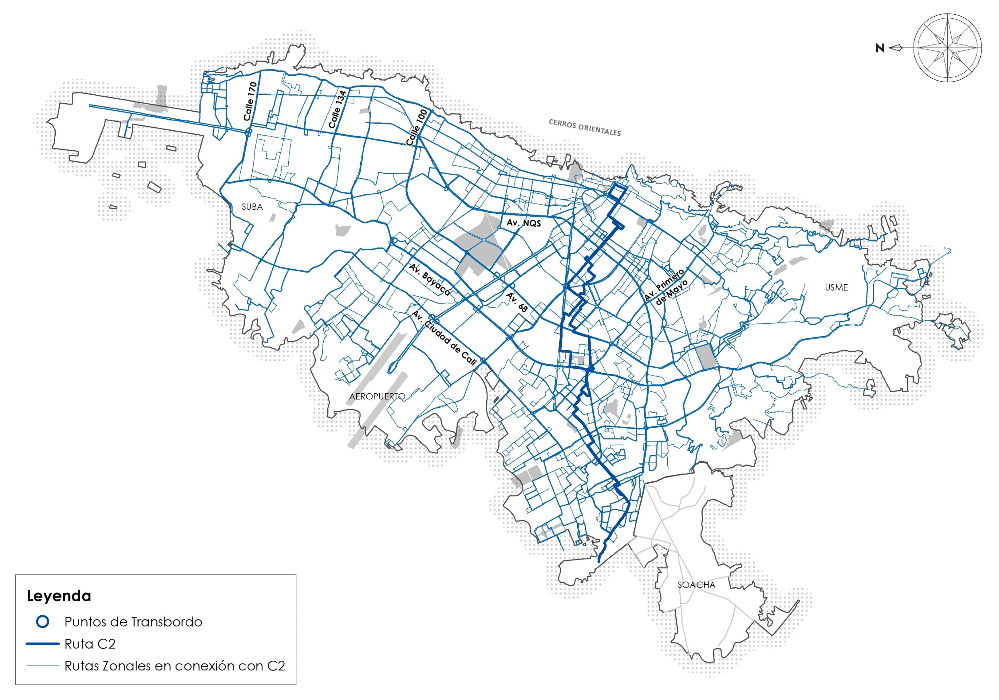 N
CERROS ORIENTALES
Calle 170
Calle 134
Calle 100
SUBA
Av. NQS
Av. Boyacá
Av. 68
Av. Primero
de Mayo
USME
Av. Ciudad de Cali
AEROPUERTO
SOACHA
Leyenda
Puntos de Transbordo
Ruta C2
Rutas Zonales en conexión con C2